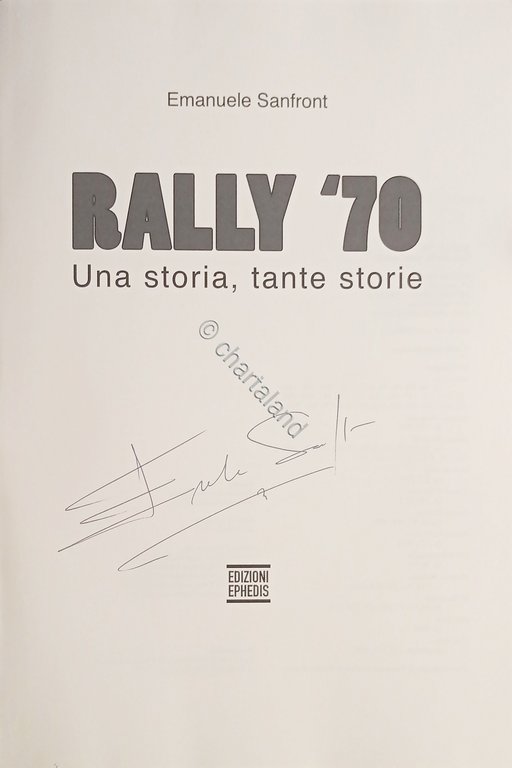 Emanuele Sanfront
RALLY '70
Una storia, tante storie
© chartaland
EDIZIONI
EPHEDIS